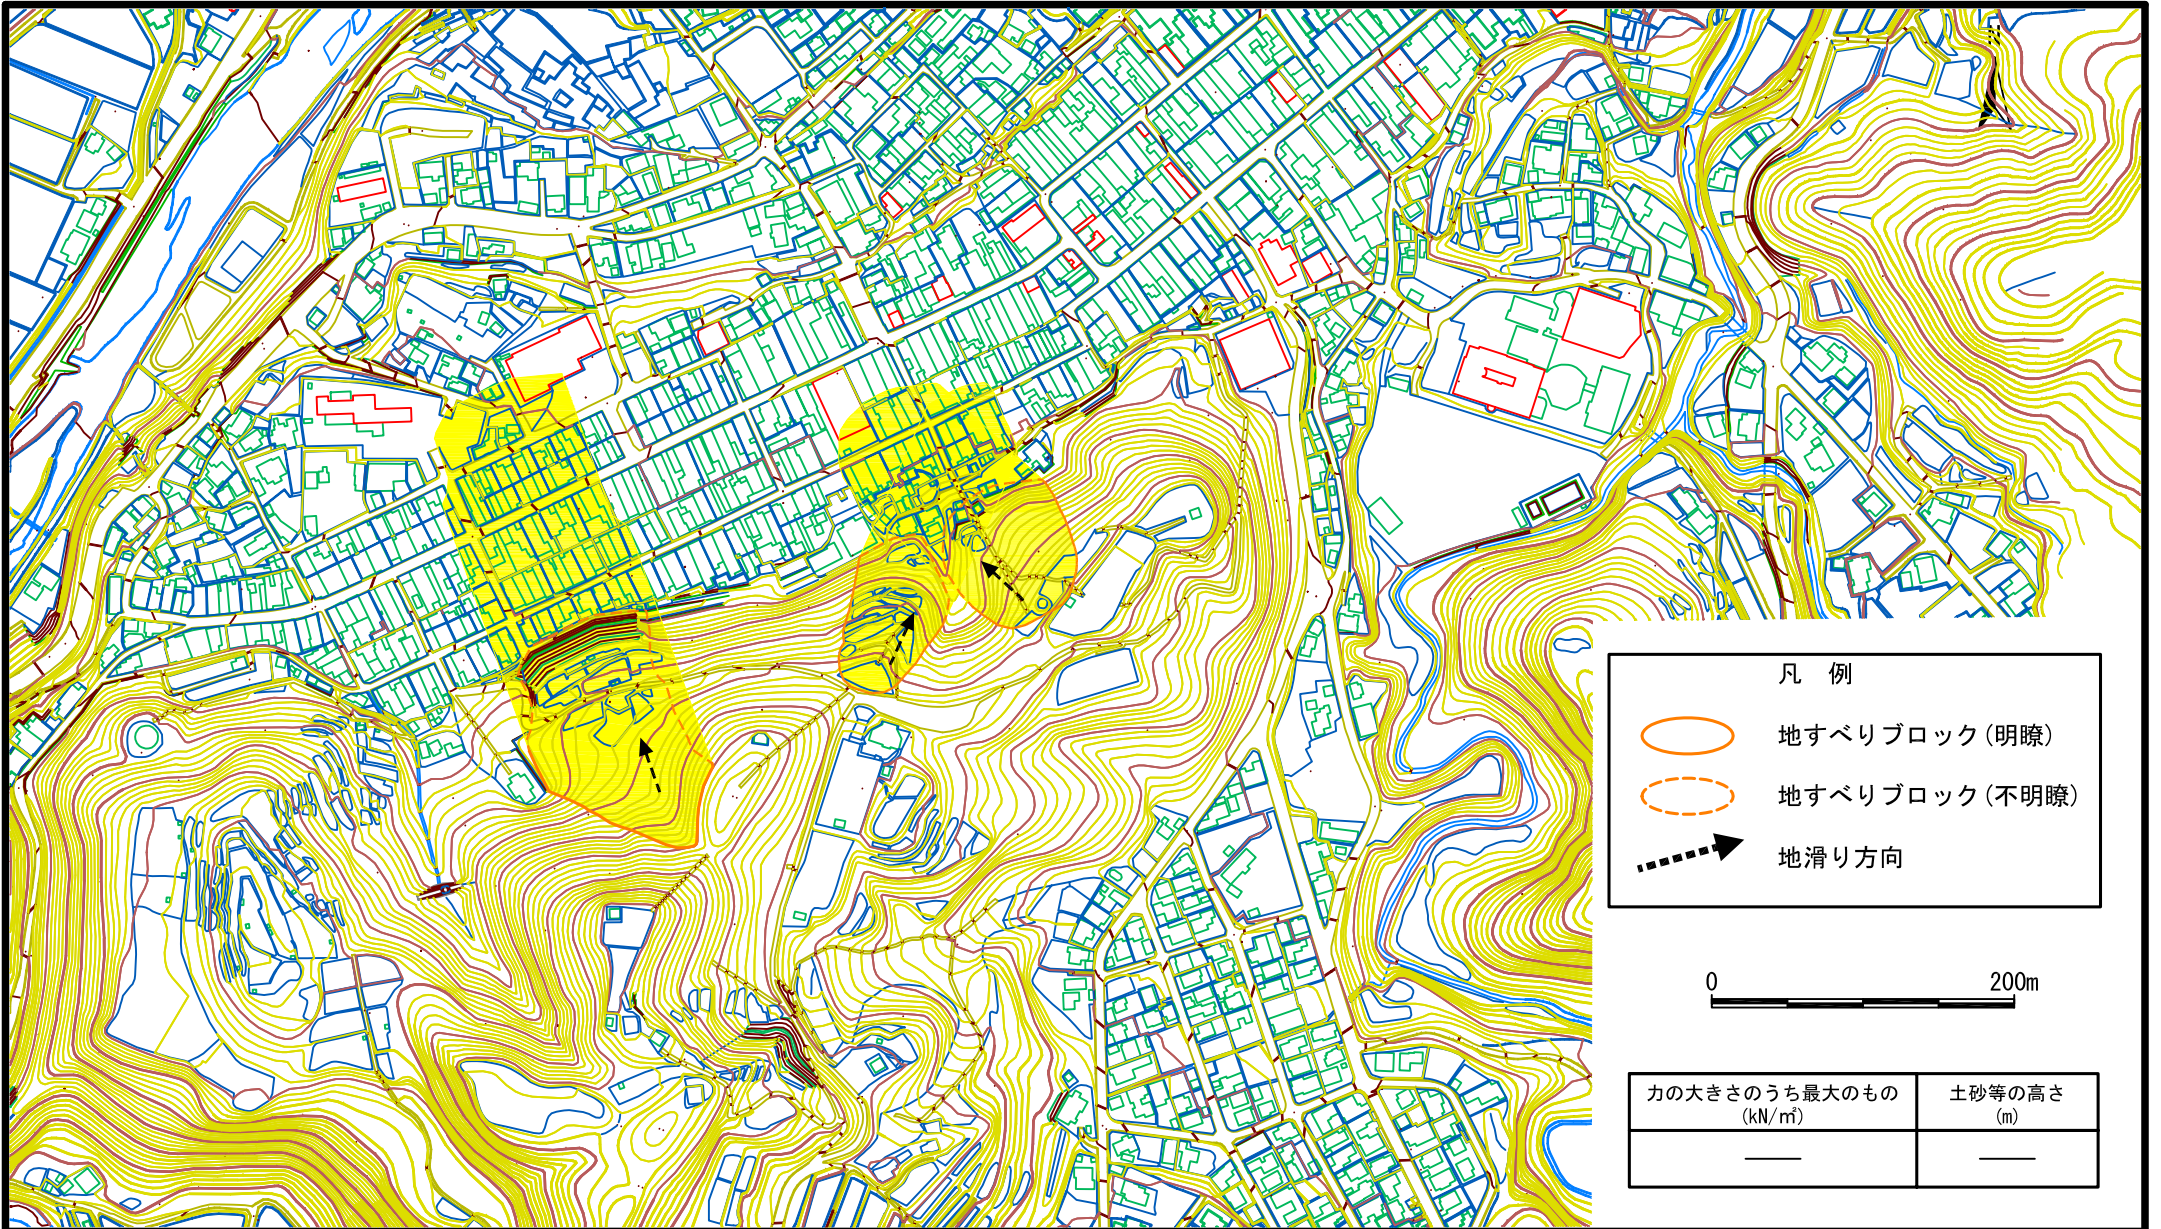 凡 例
地すべりブロック(明瞭)
地すべりブロック(不明瞭)
地滑り方向
0 200m
力の大きさのうち最大のもの
(kN/㎡)
土砂等の高さ
(m)